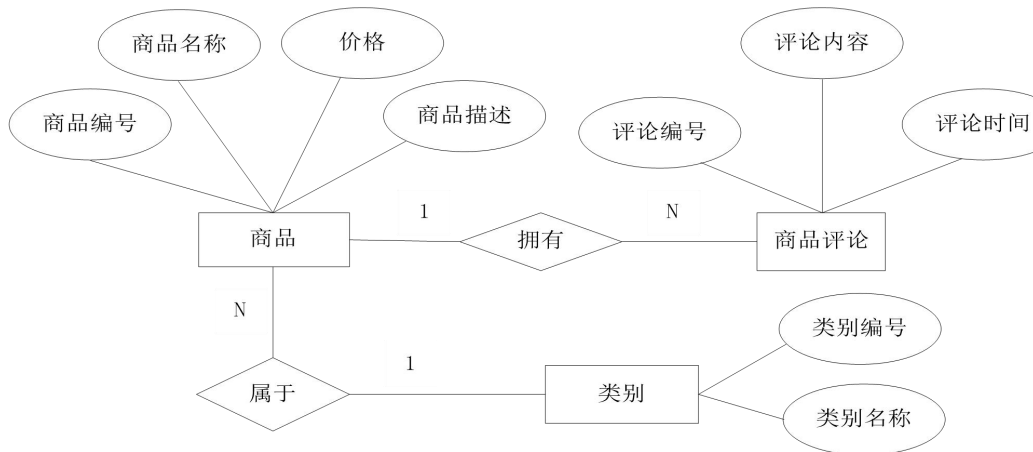 商品名称
价格
评论内容
商品编号
商品描述
评论编号
评论时间
1
N
商品
拥有
商品评论
N
类别编号
1
属于
类别
类别名称